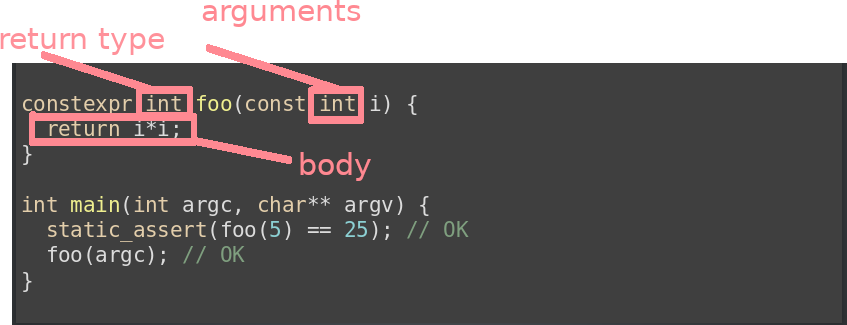 arguments
return type
constexpr int foo(const int i) {
return i*i;
}
body
int main(int argc, char** argv) {
static_assert(foo(5) == 25); // OK
foo(argc); // OK
}